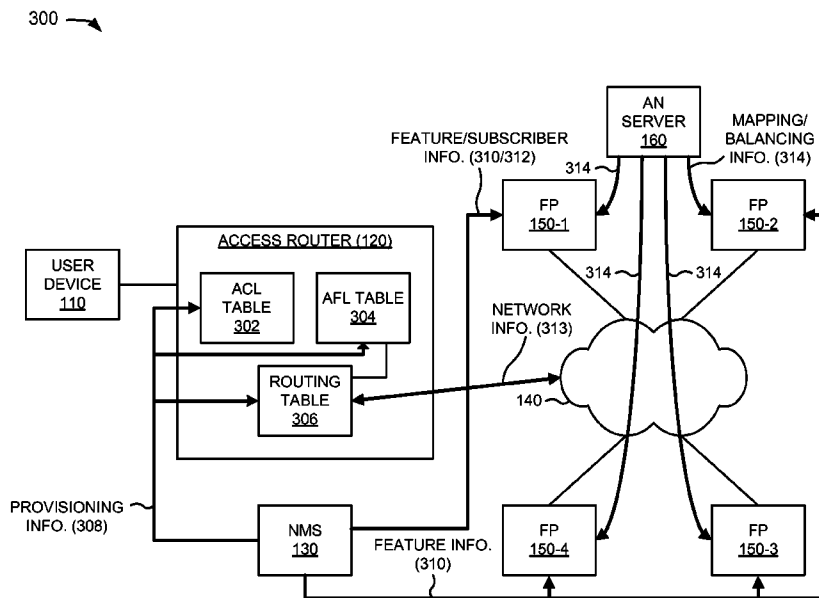 300
AN
SERVER
160
MAPPING/
BALANCING
INFO. (314)
FEATURE/SUBSCRIBER
INFO. (310/312)
314
FP
150-1
FP
150-2
ACCESS ROUTER (120)
USER
DEVICE
110
ACL
TABLE
302
AFL TABLE
304
314
314
NETWORK
INFO. (313)
ROUTING
TABLE
306
140
PROVISIONING
INFO. (308)
NMS
130
FEATURE INFO.
(310)
FP
150-4
FP
150-3